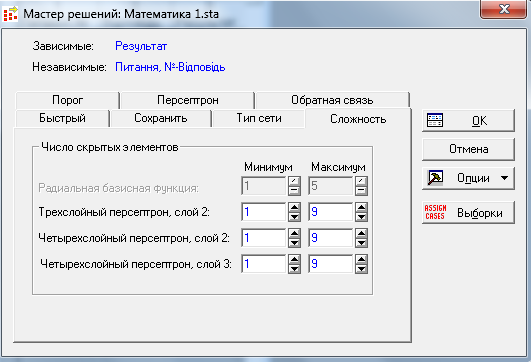 Мастер решений: Математика 1.sta
Зависимые: Результат
Независимые: Питання, №-Відповідь
Порог Персептрон Обратная связь
Быстрый Сохранить Тип сети Сложность
Число скрытых элементов
Минимум Максимум
Радиальная базисная функция: 1 5
Трехслойный персептрон, слой 2: 1 9
Четырехслойный персептрон, слой 2: 1 9
Четырехслойный персептрон, слой 3: 1 9
OK
Отмена
Опции
ASSIGN CASES Выборки